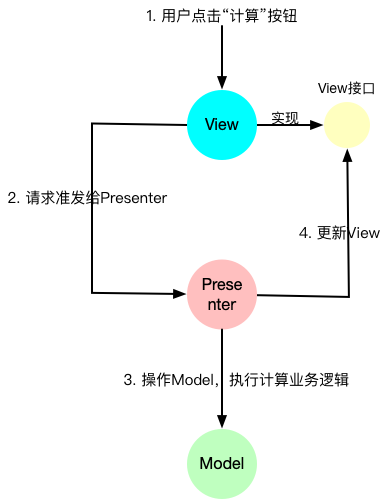 1. 用户点击“计算”按钮
View接口
View
实现
2. 请求准发给Presenter
4. 更新View
Prese
nter
3. 操作Model，执行计算业务逻辑
Model